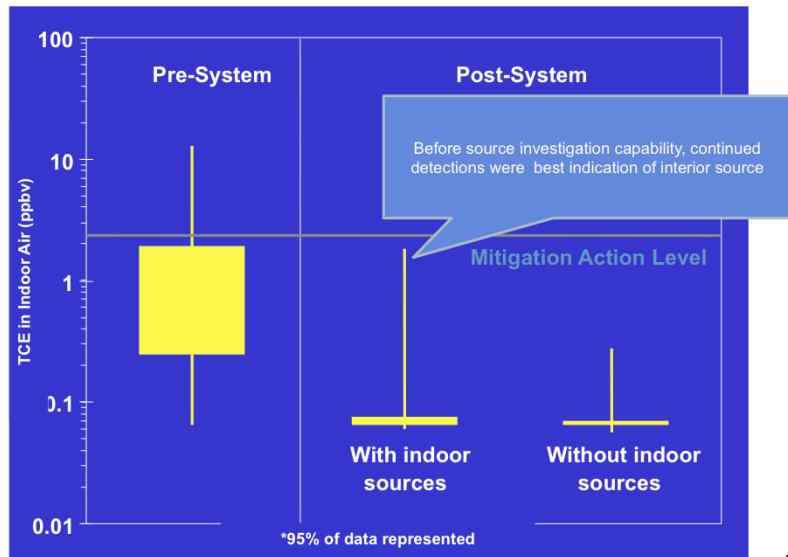 100
Pre-System
Post-System
Before source investigation capability, continued
detections were  best indication of interior source
10
TCE in Indoor Air (ppbv)
Mitigation Action Level
1
0.1
With indoor
sources
Without indoor
sources
0.01
*95% of data represented